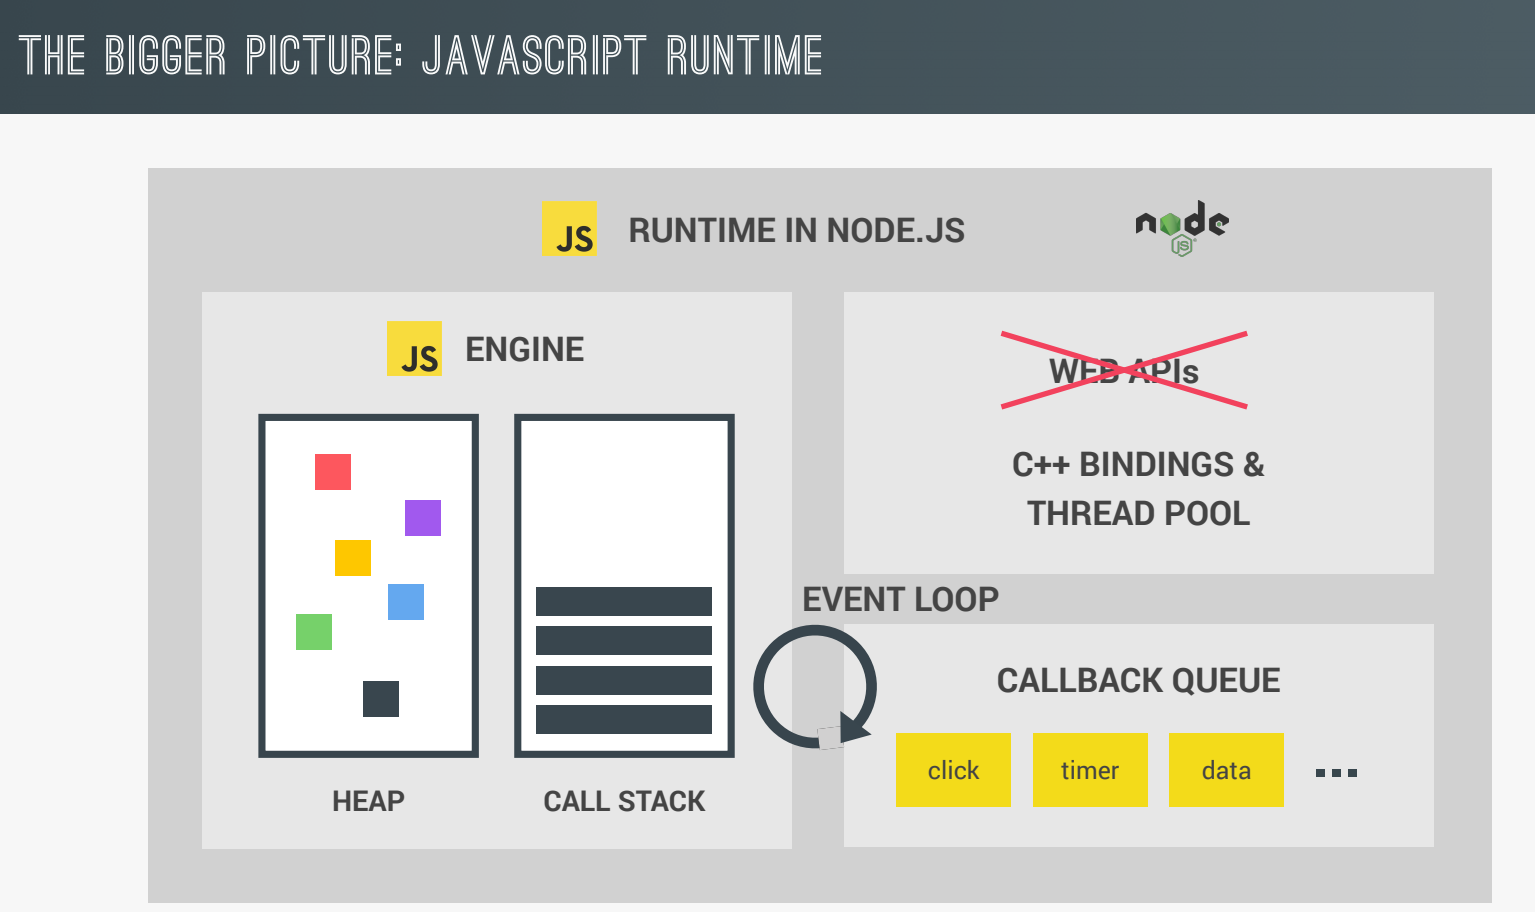 THE BIGGER PICTURE: JAVASCRIPT RUNTIME
JS RUNTIME IN NODE.JS
node
JS
JS ENGINE
HEAP
CALL STACK
WEB APIs
C++ BINDINGS &
THREAD POOL
EVENT LOOP
CALLBACK QUEUE
click timer data ...